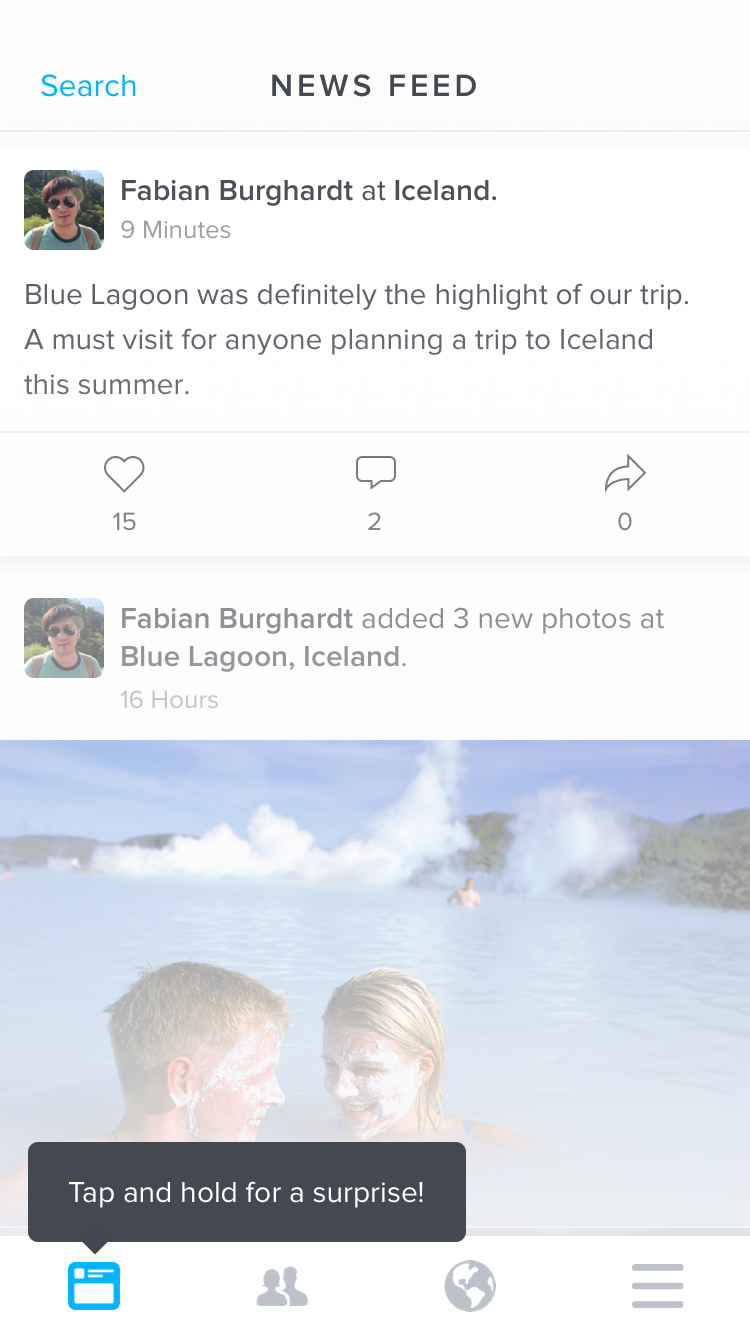 Search
NEWS FEED
Fabian Burghardt at Iceland.
9 Minutes
Blue Lagoon was definitely the highlight of our trip.
A must visit for anyone planning a trip to Iceland
this summer.
15
2
0
Fabian Burghardt added 3 new photos at
Blue Lagoon, Iceland.
16 Hours
Tap and hold for a surprise!